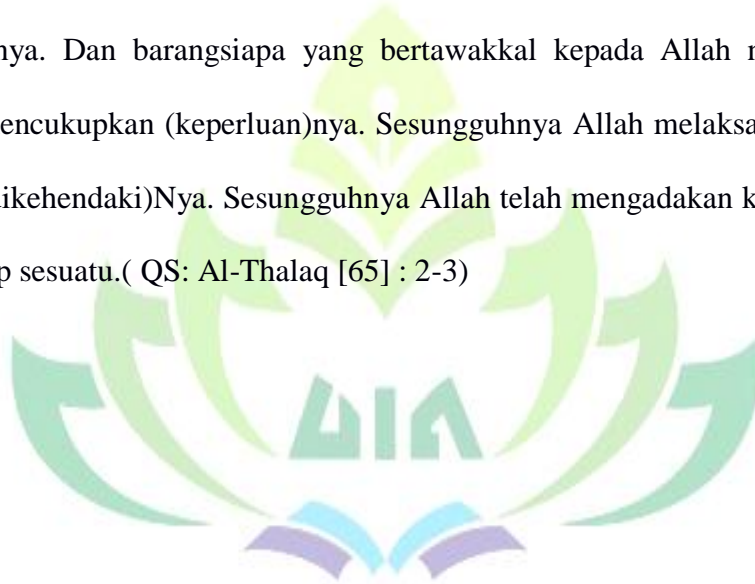 nya. Dan barangsiapa yang bertawakkal kepada Allah
encukupkan (keperluan)nya. Sesungguhnya Allah
ikehendaki)Nya. Sesungguhnya Allah telah mengadakan
sesuatu.( QS: Al-Thalaq [65] : 2-3)
UIN